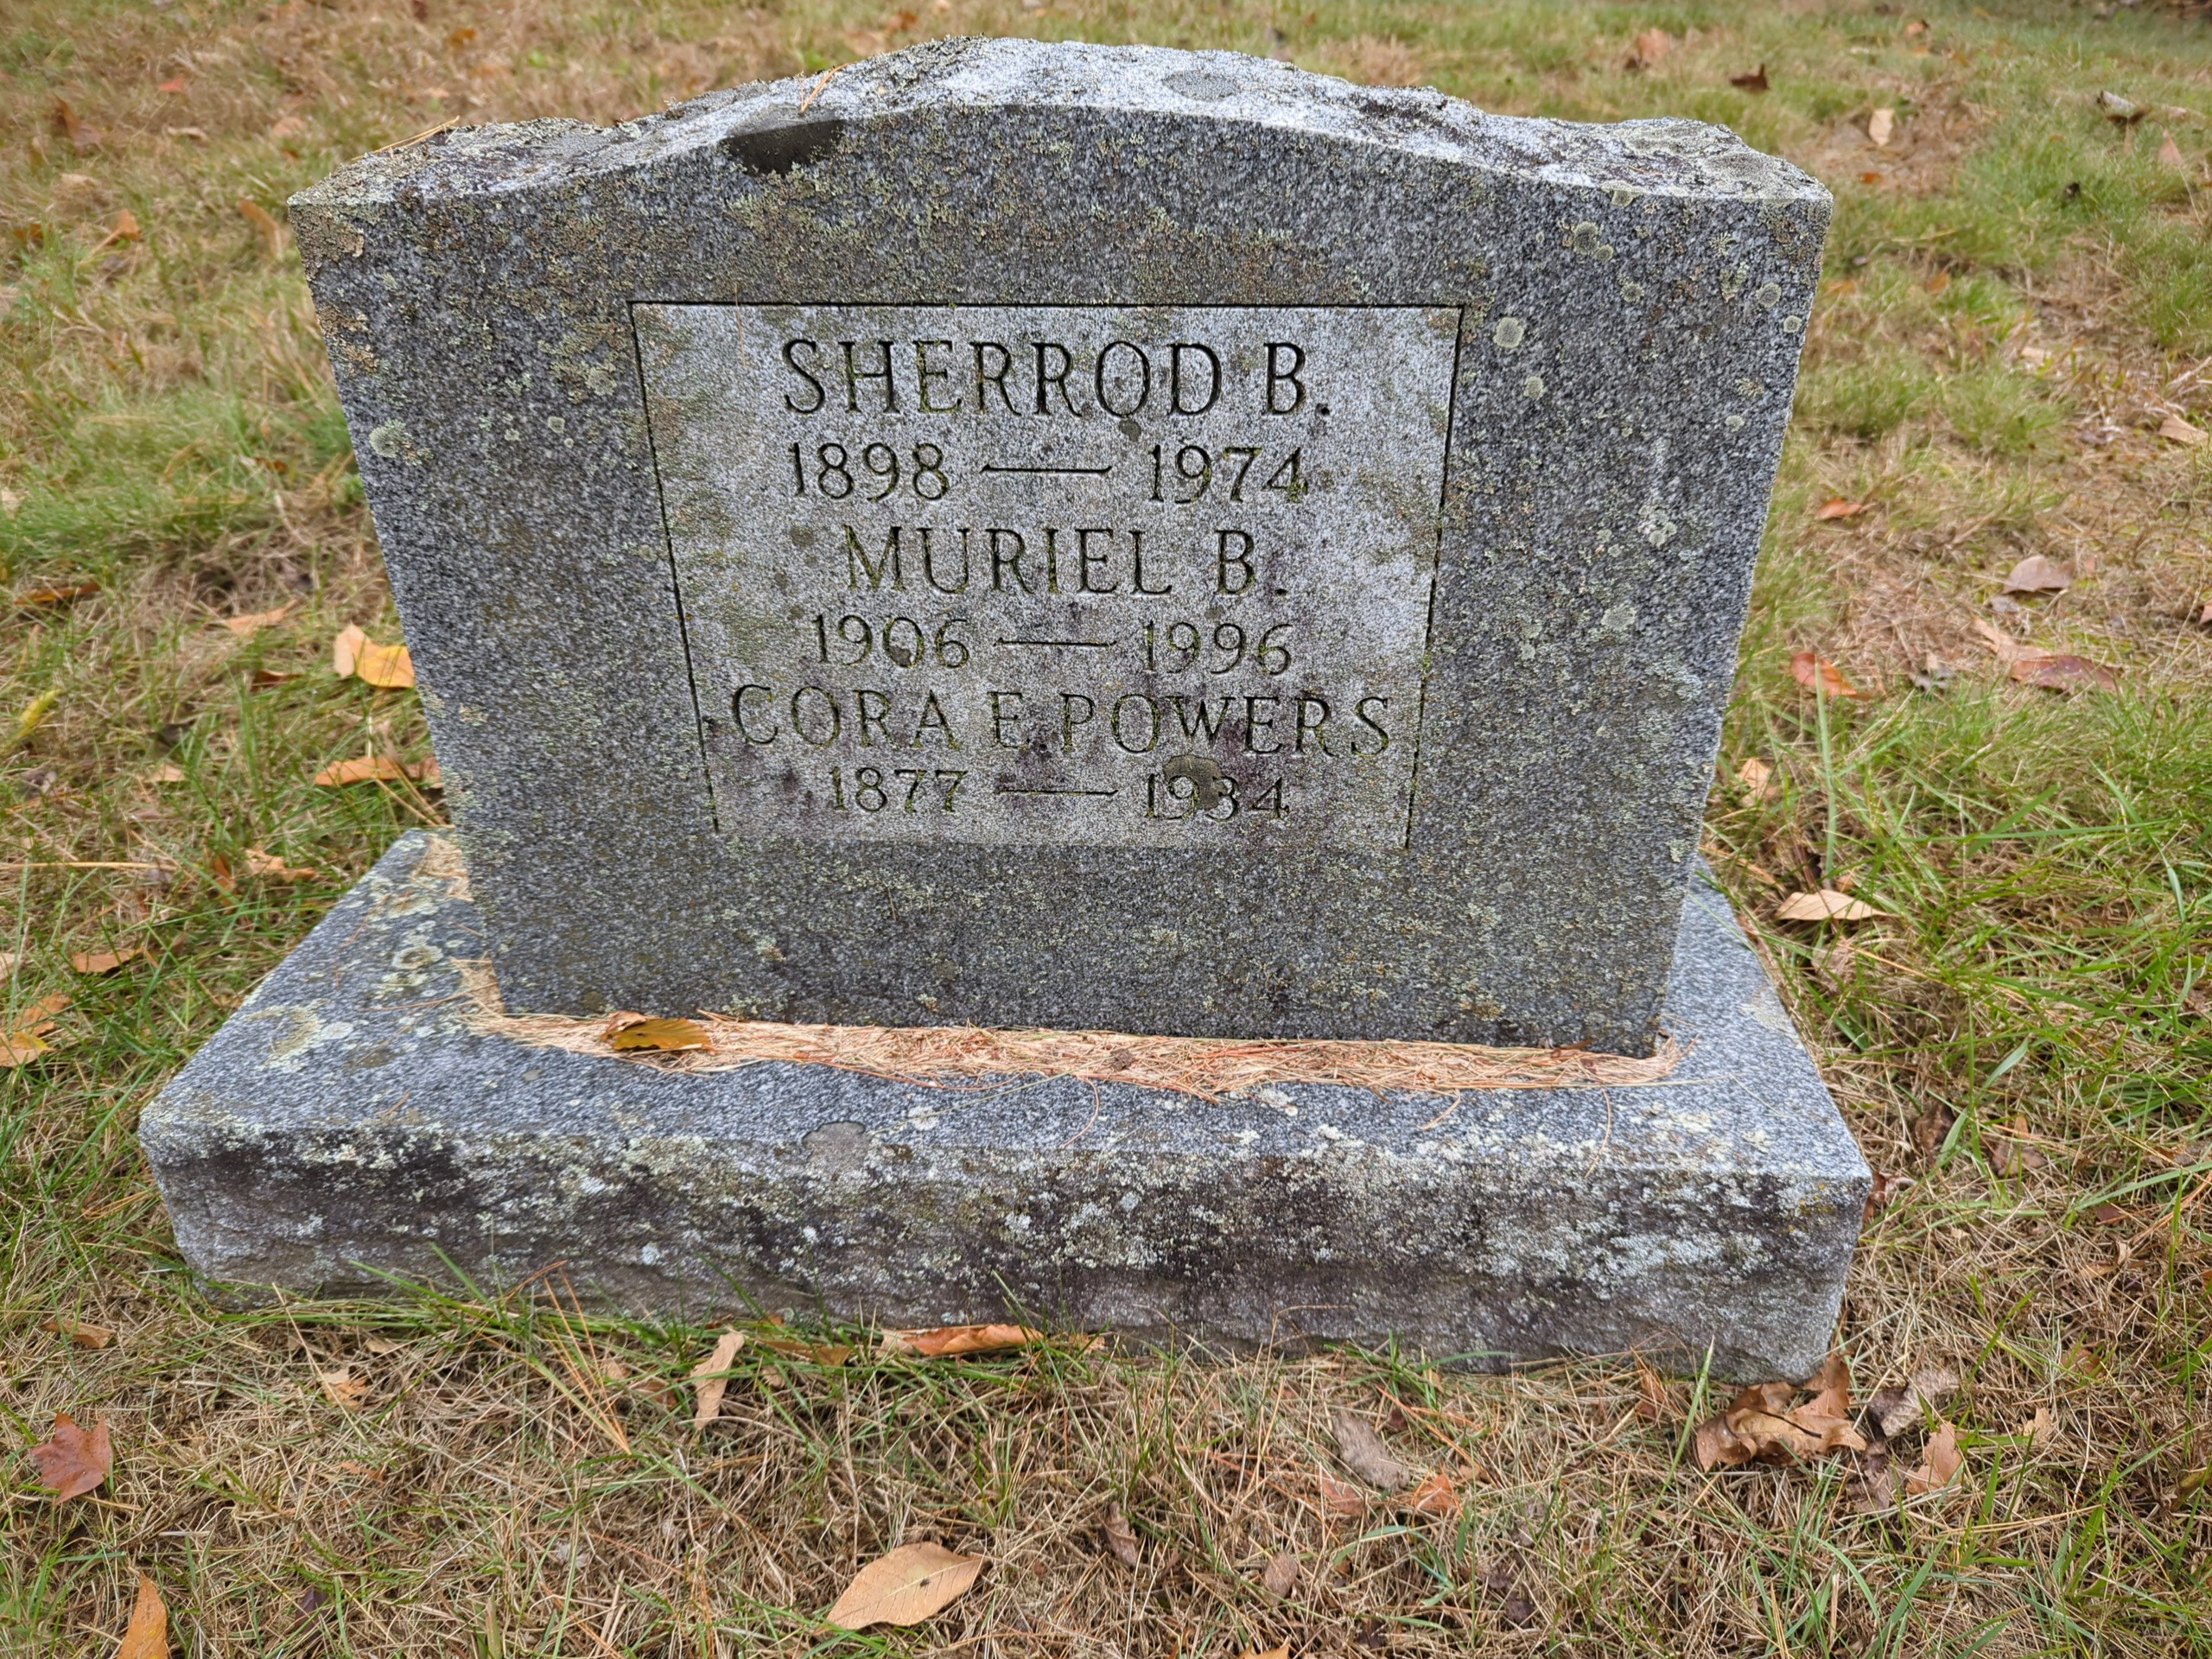 SHERROD B.
1898 — 1974
MURIEL B.
1906 — 1996
CORA E. POWERS
1877 — 1934